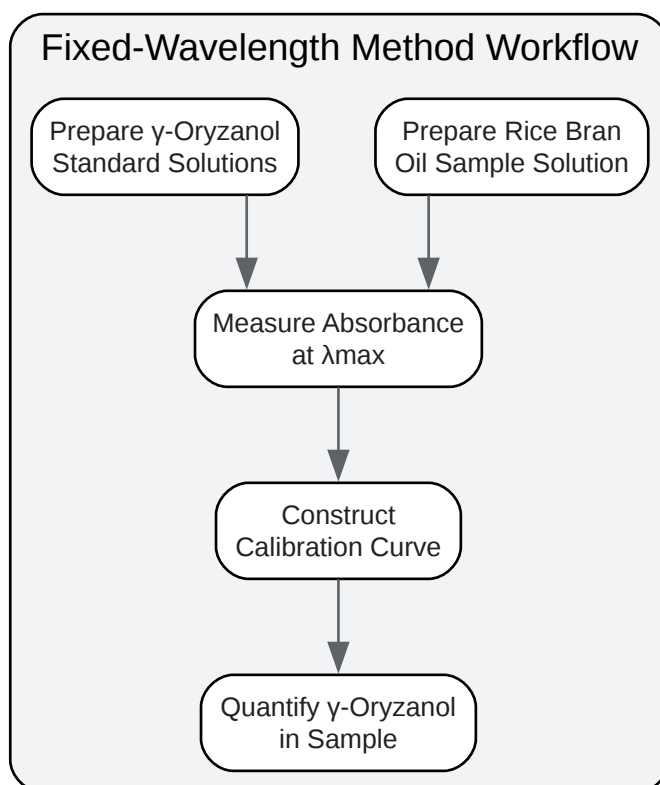 Fixed-Wavelength Method Workflow
Prepare γ-Oryzanol
Standard Solutions
Prepare Rice Bran
Oil Sample Solution
Measure Absorbance
at λmax
Construct
Calibration Curve
Quantify γ-Oryzanol
in Sample